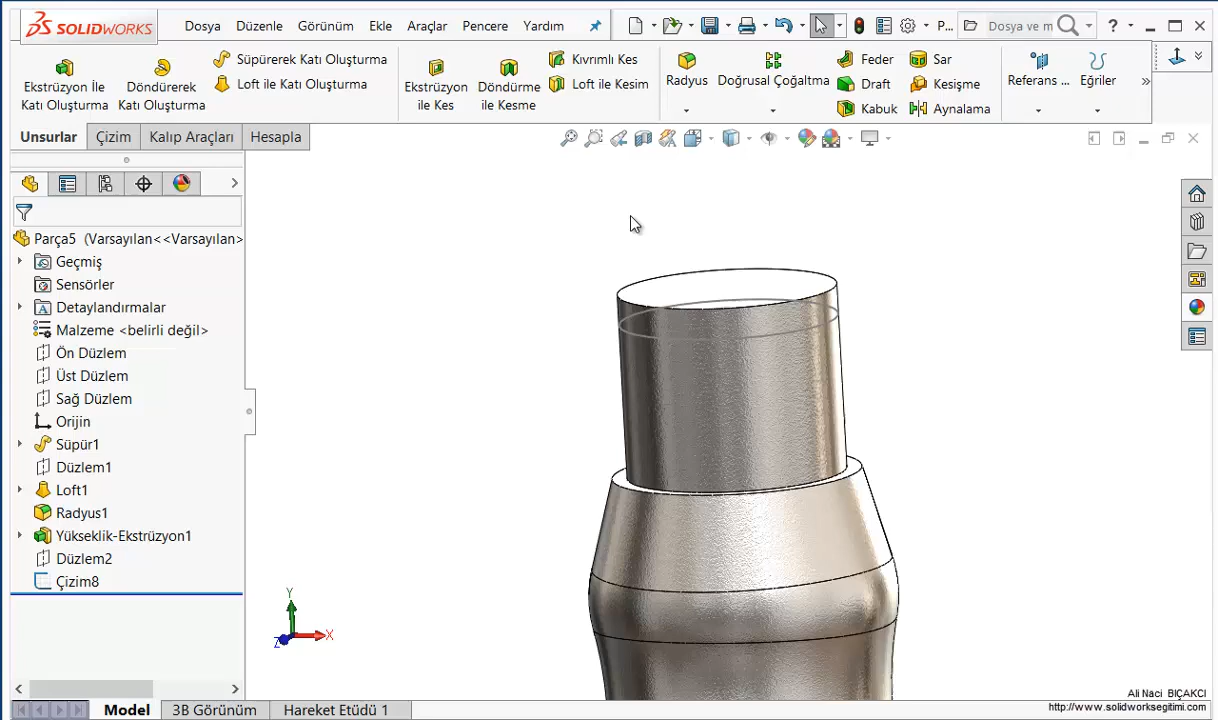 SOLIDWORKS
Dosya Düzenle Görünüm Ekle Araçlar Pencere Yardım
P...
Dosya ve m
?
Ekstrüzyon İle
Katı Oluşturma
Döndürerek
Katı Oluşturma
Süpürerek Katı Oluşturma
Loft ile Katı Oluşturma
Ekstrüzyon
ile Kes
Döndürme
ile Kesme
Kıvrımlı Kes
Loft ile Kesim
Radyus
Doğrusal Çoğaltma
Feder
Draft
Kabuk
Sar
Kesişme
Aynalama
Referans ...
Eğriler
Unsurlar Çizim Kalıp Araçları Hesapla
Parça5 (Varsayılan<<Varsayılan>
Geçmiş
Sensörler
Detaylandırmalar
Malzeme <belirli değil>
Ön Düzlem
Üst Düzlem
Sağ Düzlem
Orijin
Süpür1
Düzlem1
Loft1
Radyus1
Yükseklik-Ekstrüzyon1
Düzlem2
Çizim8
Y
X
Z
Ali Naci BIÇAKCI
http://www.solidworksegitimi.com
Model 3B Görünüm Hareket Etüdü 1